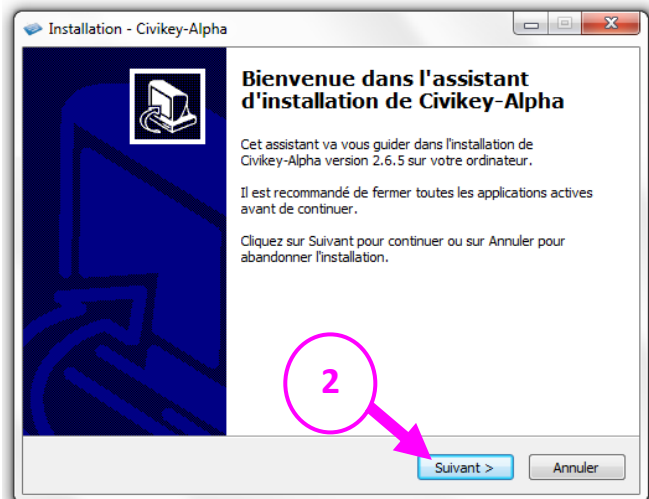 Installation - Civikey-Alpha
Bienvenue dans l'assistant
d'installation de Civikey-Alpha
Cet assistant va vous guider dans l'installation de
Civikey-Alpha version 2.6.5 sur votre ordinateur.
Il est recommandé de fermer toutes les applications actives
avant de continuer.
Cliquez sur Suivant pour continuer ou sur Annuler pour
abandonner l'installation.
2
Suivant > Annuler